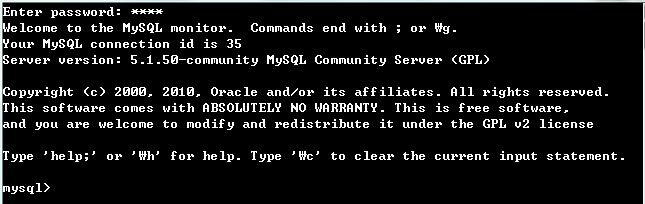 Enter password: ****
Welcome to the MySQL monitor.  Commands end with ; or ₩g.
Your MySQL connection id is 35
Server version: 5.1.50-community MySQL Community Server (GPL)
Copyright (c) 2000, 2010, Oracle and/or its affiliates. All rights reserved.
This software comes with ABSOLUTELY NO WARRANTY. This is free software,
and you are welcome to modify and redistribute it under the GPL v2 license
Type 'help;' or '₩h' for help. Type '₩c' to clear the current input statement.
mysql>